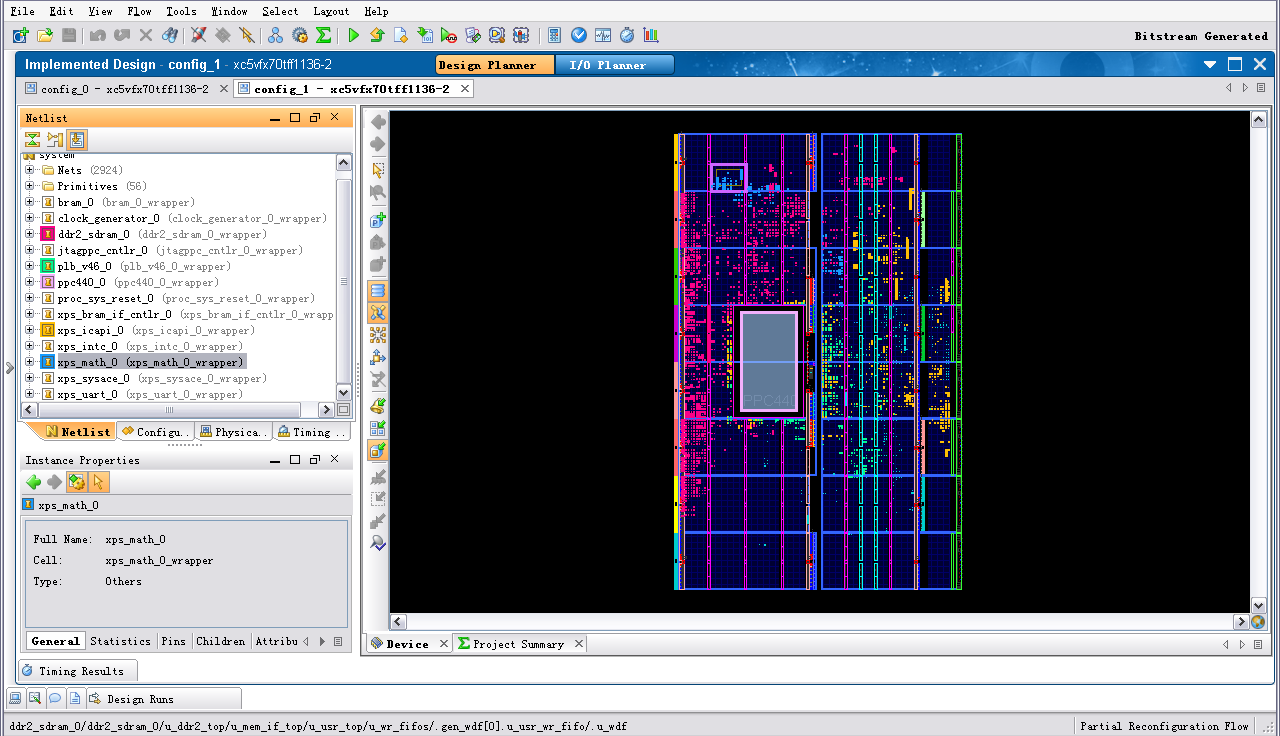 File Edit View Flow Tools Window Select Layout Help
Bitstream Generated
Implemented Design - config_1 - xc5vfx70tff1136-2
Design Planner I/O Planner
config_0 - xc5vfx70tff1136-2 config_1 - xc5vfx70tff1136-2
Netlist
system
Nets (2924)
Primitives (56)
bram_0 (bram_0_wrapper)
clock_generator_0 (clock_generator_0_wrapper)
ddr2_sdram_0 (ddr2_sdram_0_wrapper)
jtagppc_cntlr_0 (jtagppc_cntlr_0_wrapper)
plb_v46_0 (plb_v46_0_wrapper)
ppc440_0 (ppc440_0_wrapper)
proc_sys_reset_0 (proc_sys_reset_0_wrapper)
xps_bram_if_cntlr_0 (xps_bram_if_cntlr_0_wrapp
xps_icapi_0 (xps_icapi_0_wrapper)
xps_intc_0 (xps_intc_0_wrapper)
xps_math_0 (xps_math_0_wrapper)
xps_sysace_0 (xps_sysace_0_wrapper)
xps_uart_0 (xps_uart_0_wrapper)
Netlist Configu.. Physica.. Timing ..
Instance Properties
xps_math_0
Full Name: xps_math_0
Cell: xps_math_0_wrapper
Type: Others
General Statistics Pins Children Attribu
PPC440
Device Project Summary
Timing Results
Design Runs
ddr2_sdram_0/ddr2_sdram_0/u_ddr2_top/u_mem_if_top/u_usr_top/u_wr_fifos/.gen_wdf[0].u_usr_wr_fifo/.u_wdf
Partial Reconfiguration Flow